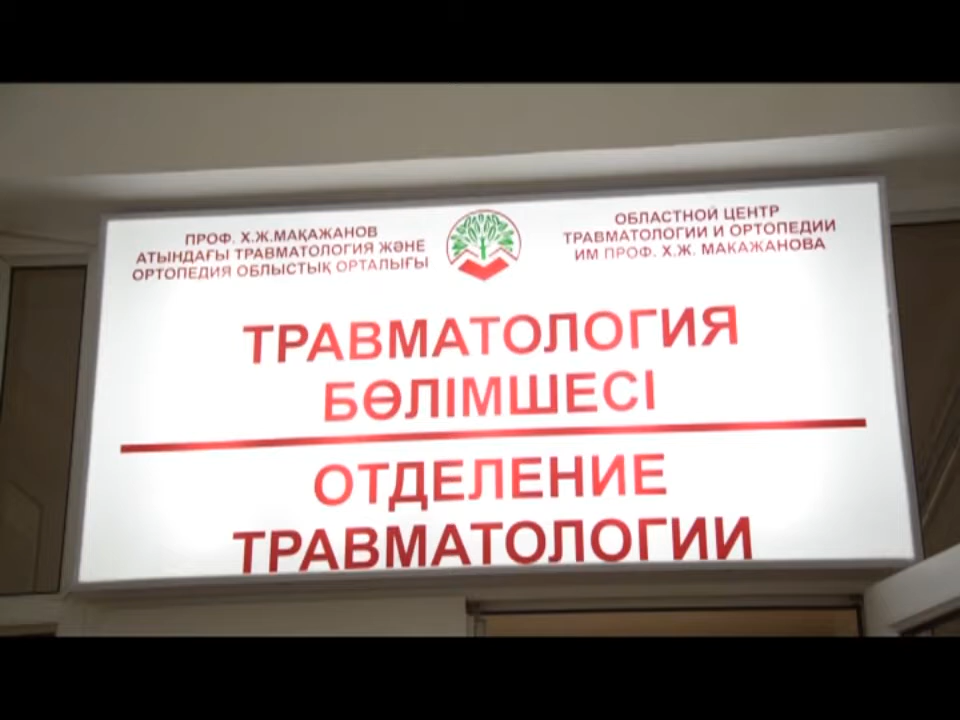 ПРОФ. Х.Ж.МАҚАЖАНОВ
АТЫНДАҒЫ ТРАВМАТОЛОГИЯ ЖӘНЕ
ОРТОПЕДИЯ ОБЛЫСТЫҚ ОРТАЛЫҒЫ
ОБЛАСТНОЙ ЦЕНТР
ТРАВМАТОЛОГИИ И ОРТОПЕДИИ
ИМ ПРОФ. Х.Ж. МАКАЖАНОВА
ТРАВМАТОЛОГИЯ
БӨЛІМШЕСІ
ОТДЕЛЕНИЕ
ТРАВМАТОЛОГИИ